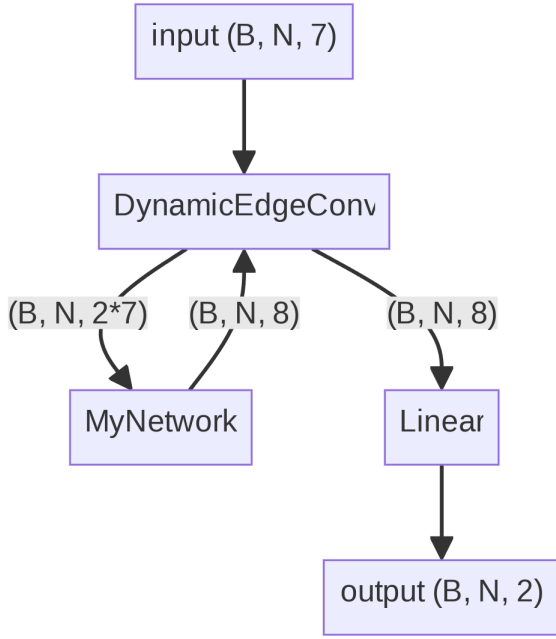 input (B, N, 7)
DynamicEdgeConv
(B, N, 2*7)
(B, N, 8)
(B, N, 8)
MyNetwork
Linear
output (B, N, 2)